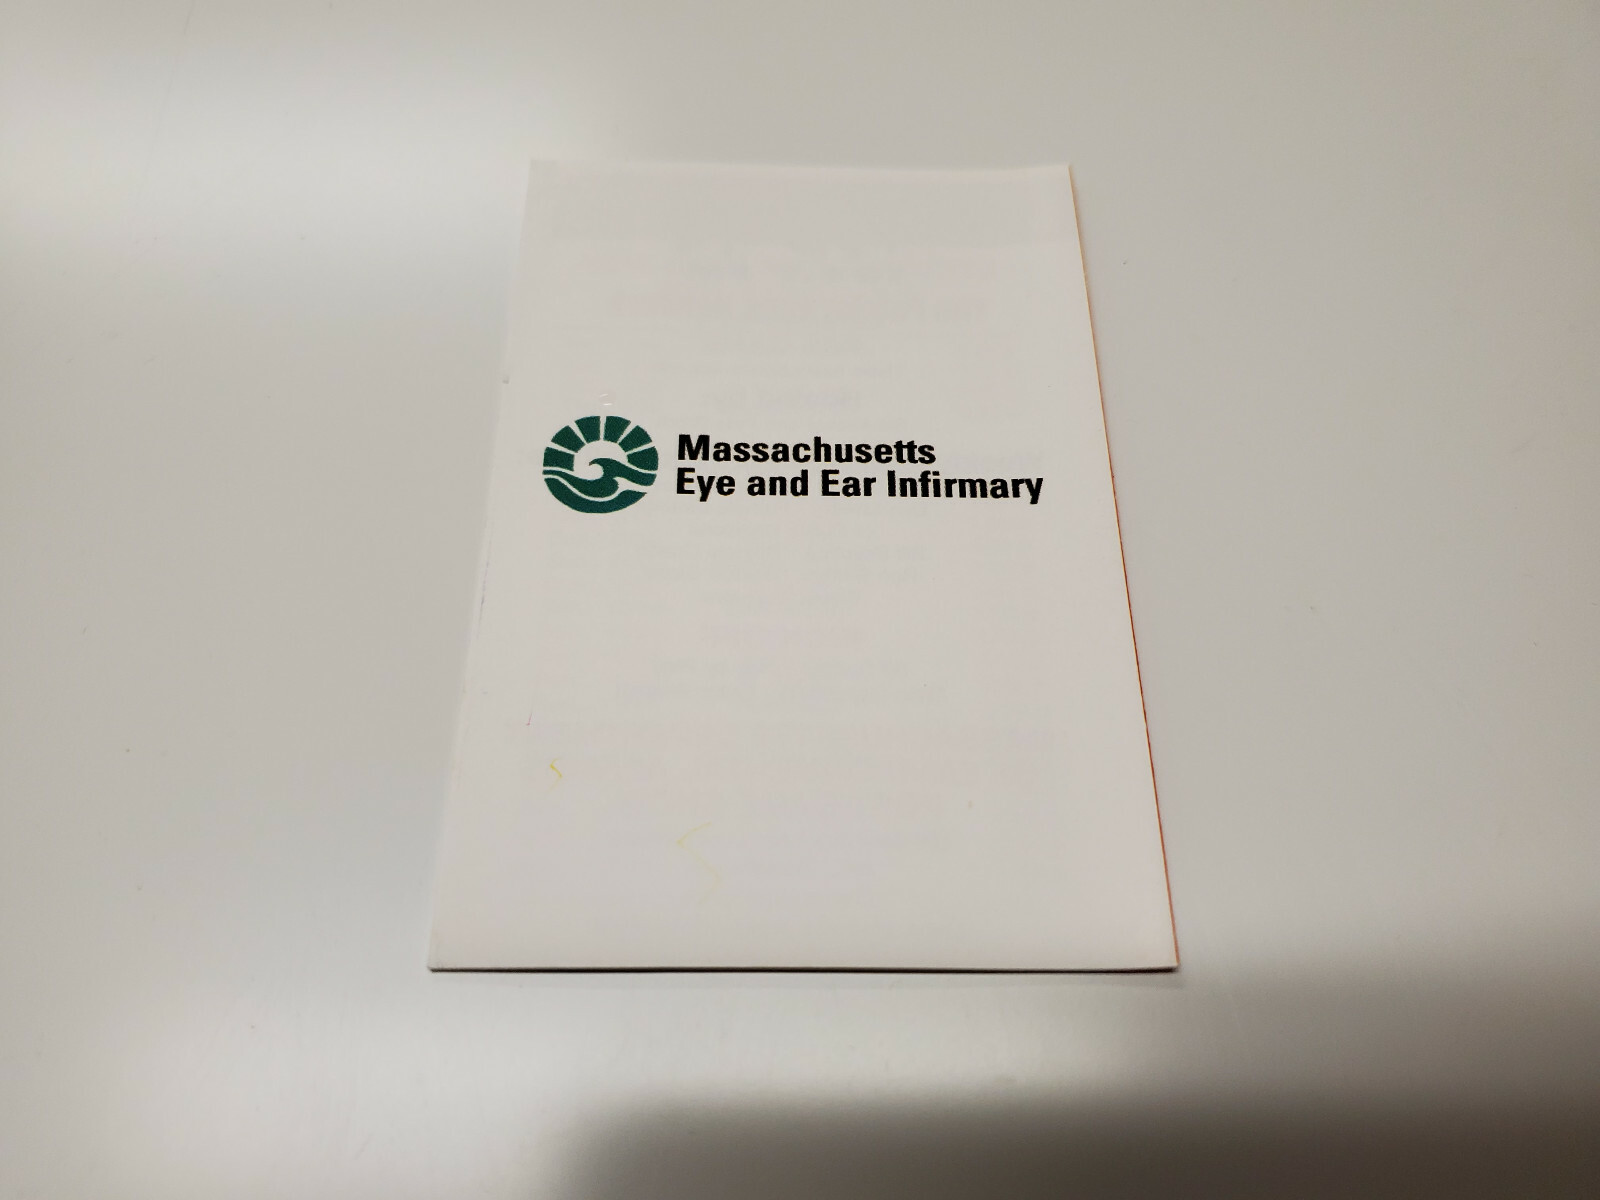 Massachusetts
Eye and Ear Infirmary